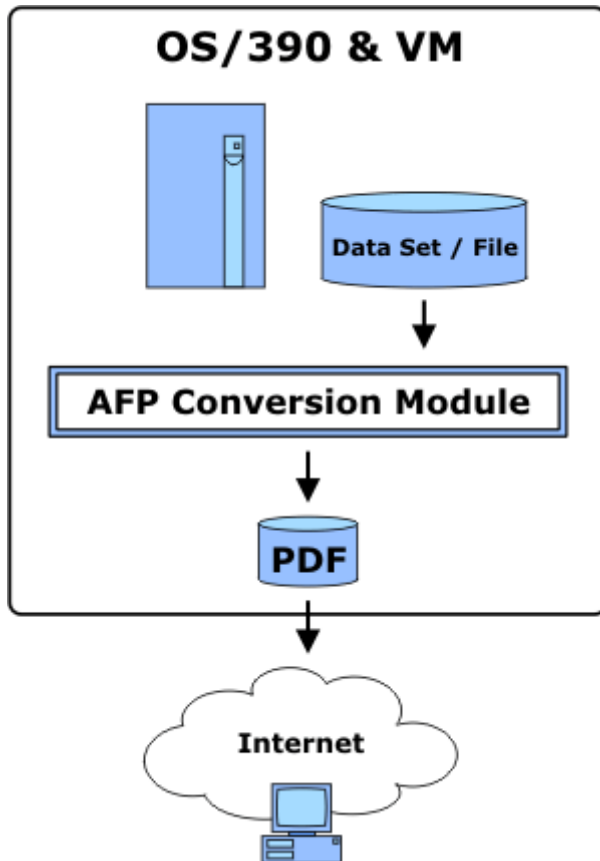 OS/390 & VM
Data Set / File
AFP Conversion Module
PDF
Internet